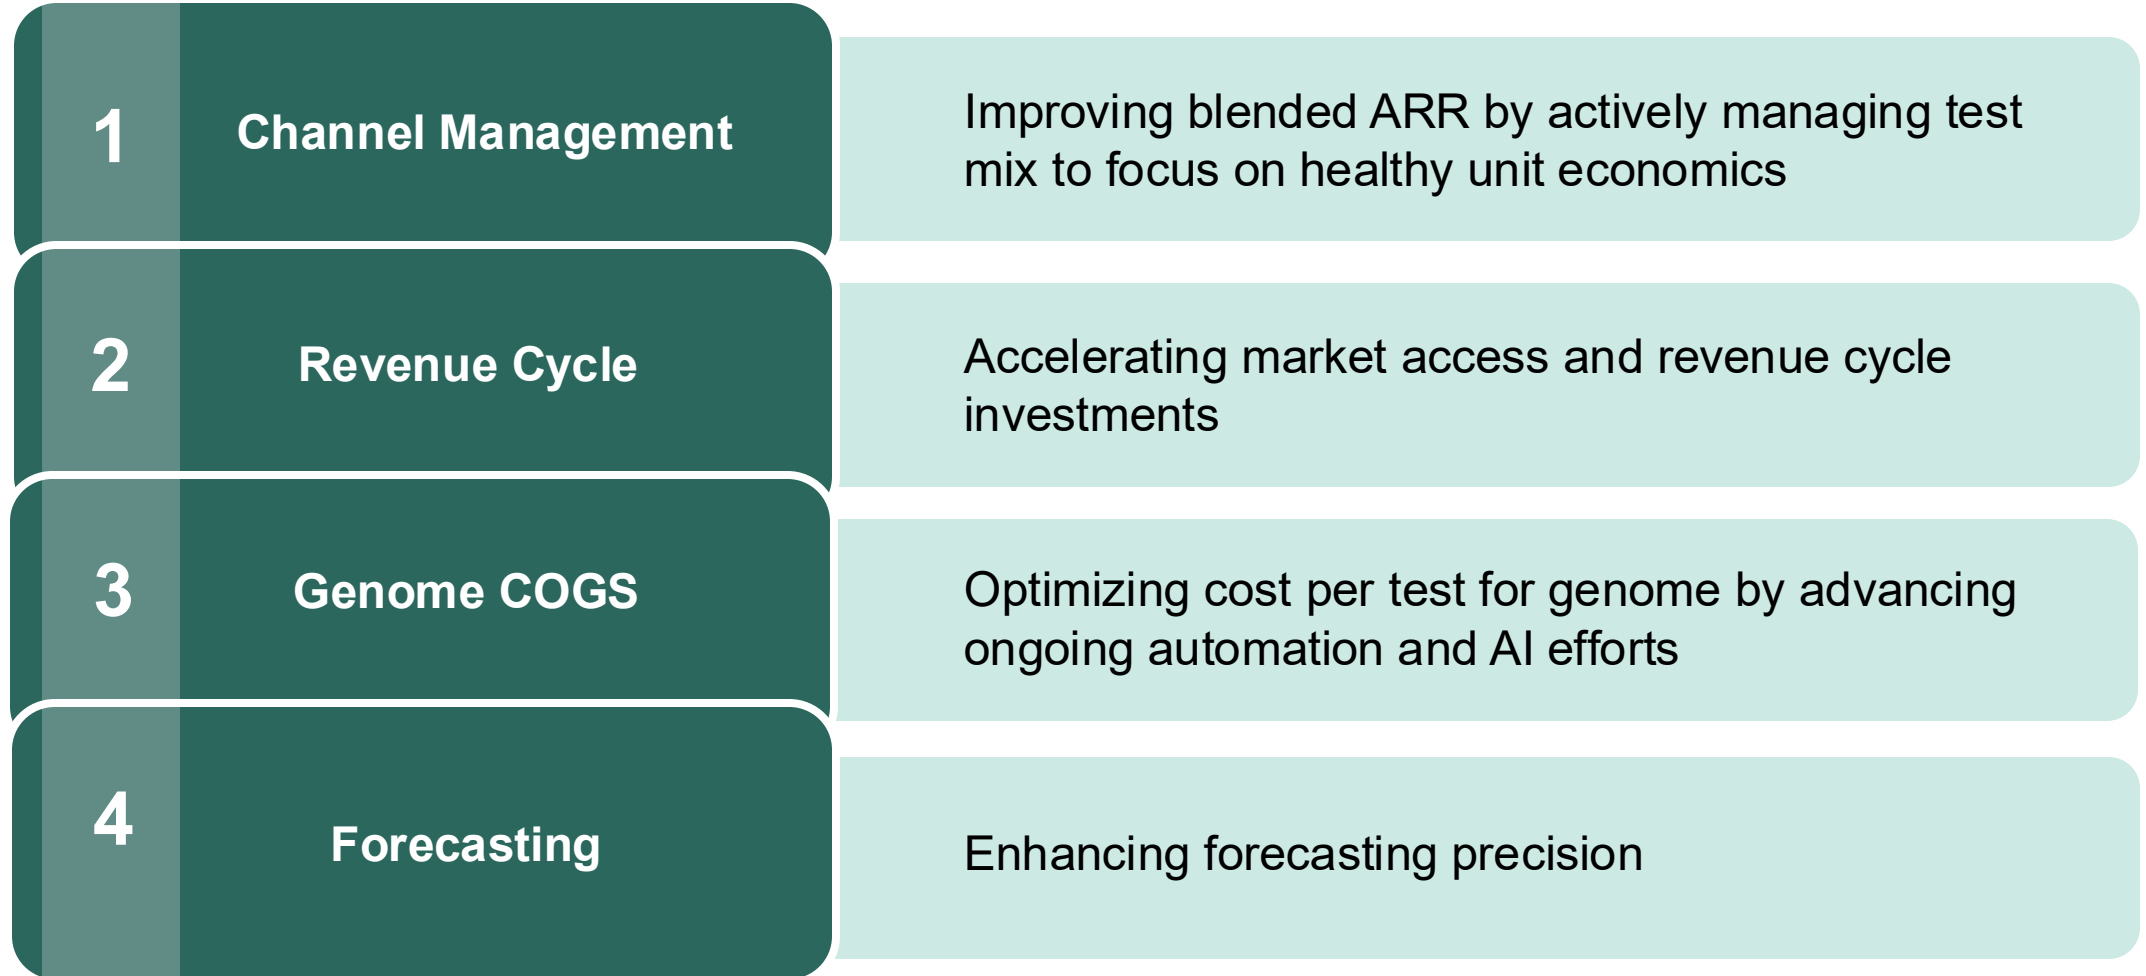 1
Channel Management
Improving blended ARR by actively managing test
mix to focus on healthy unit economics
2
Revenue Cycle
Accelerating market access and revenue cycle
investments
3
Genome COGS
Optimizing cost per test for genome by advancing
ongoing automation and AI efforts
4
Forecasting
Enhancing forecasting precision